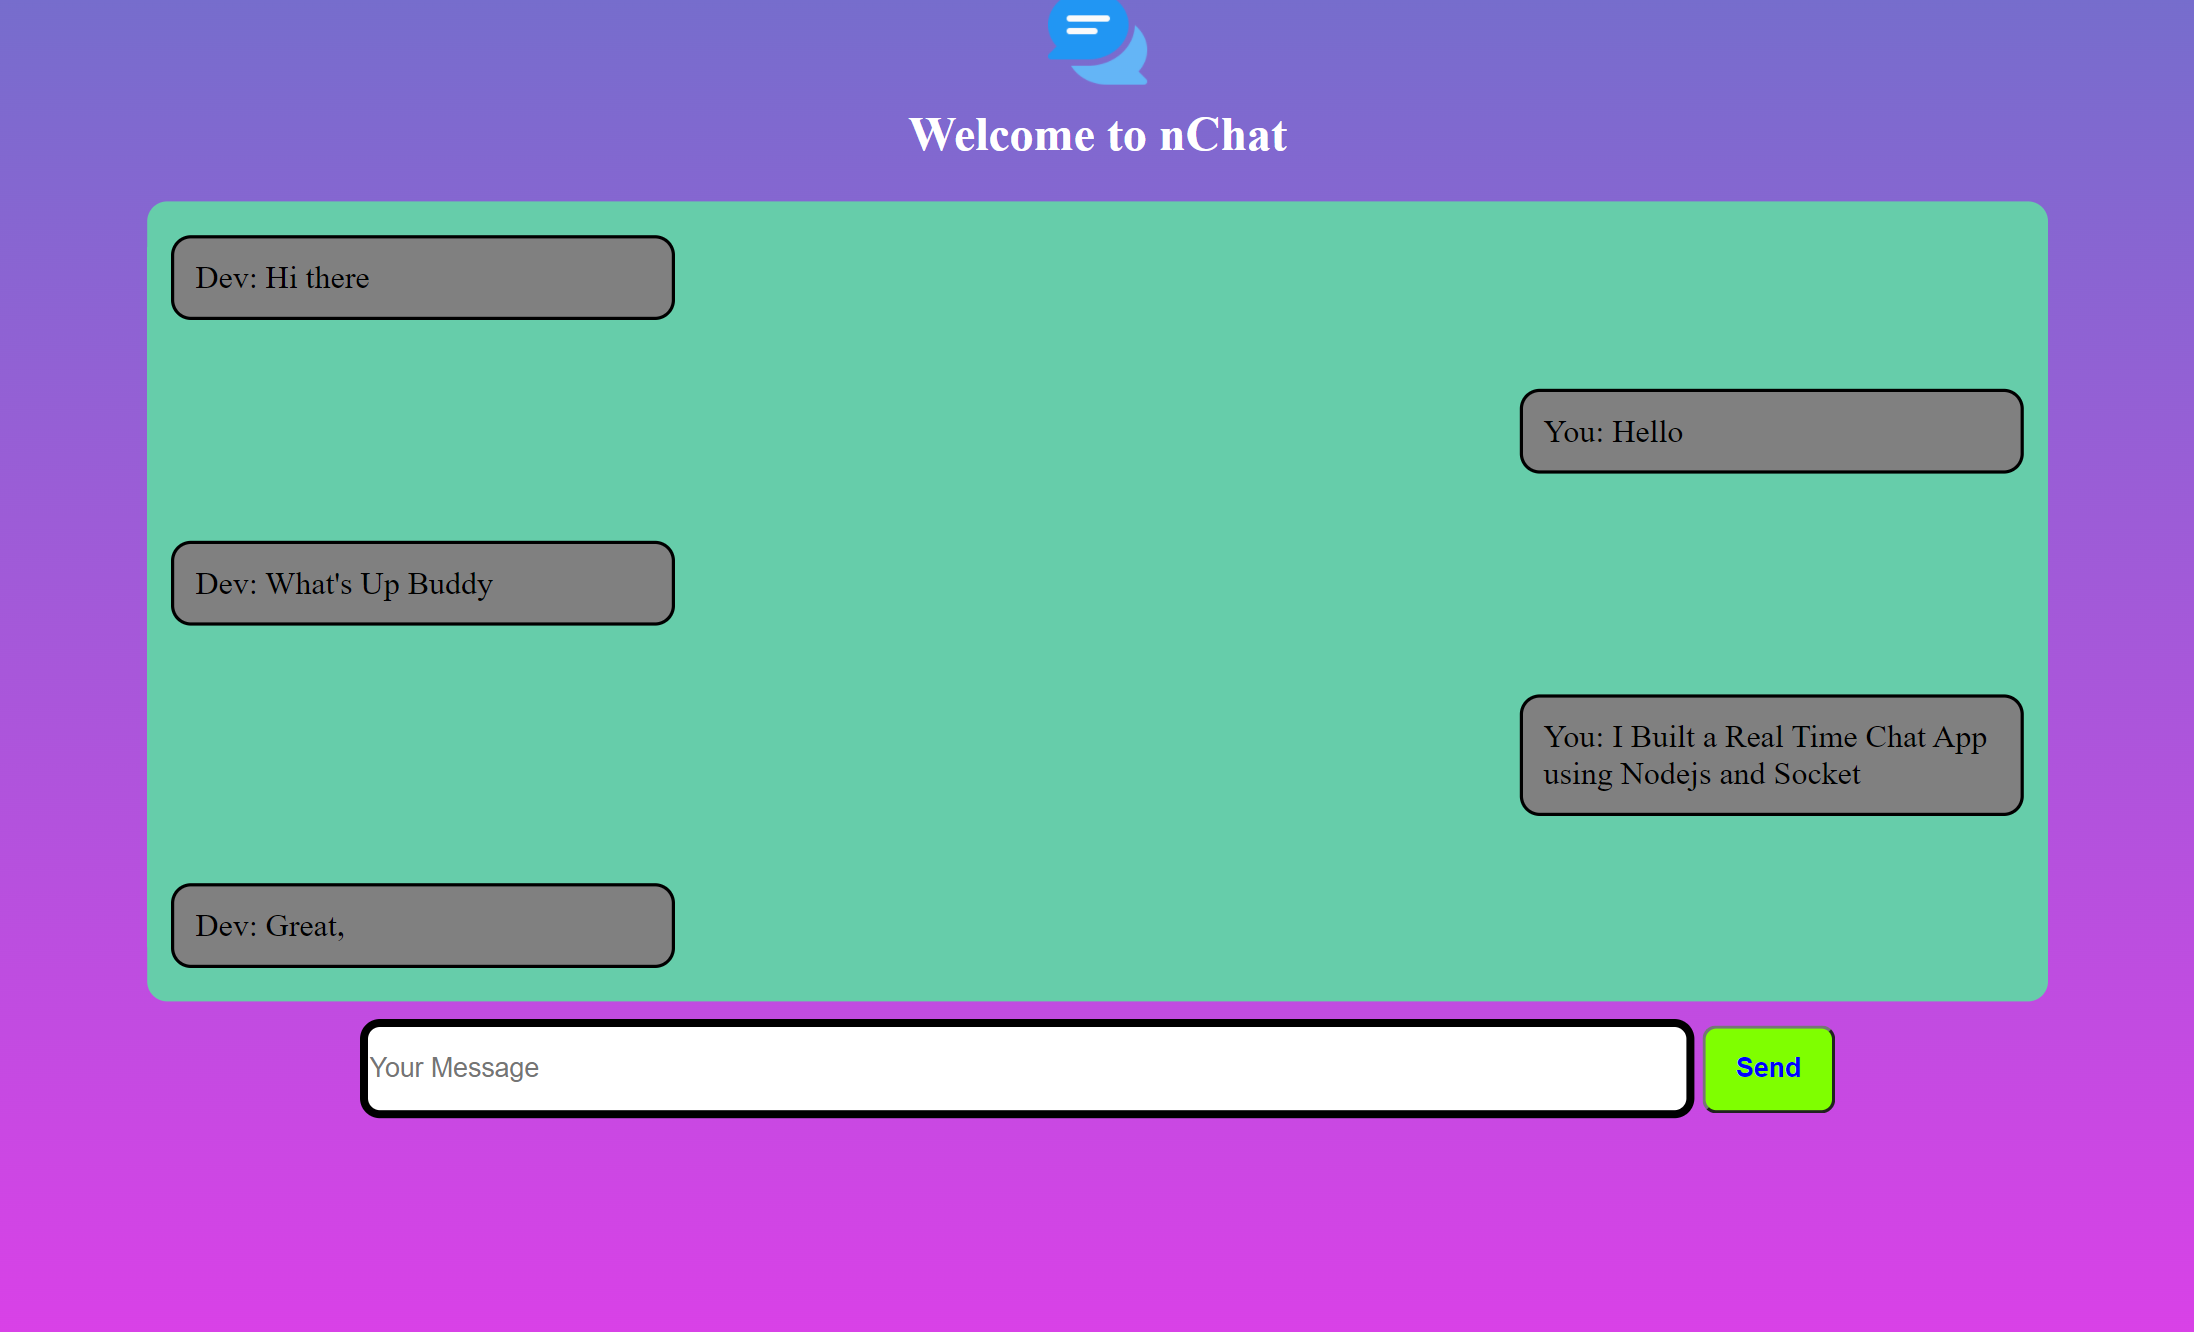 Welcome to nChat
Dev: Hi there
You: Hello
Dev: What's Up Buddy
You: I Built a Real Time Chat App
using Nodejs and Socket
Dev: Great,
Your Message
Send